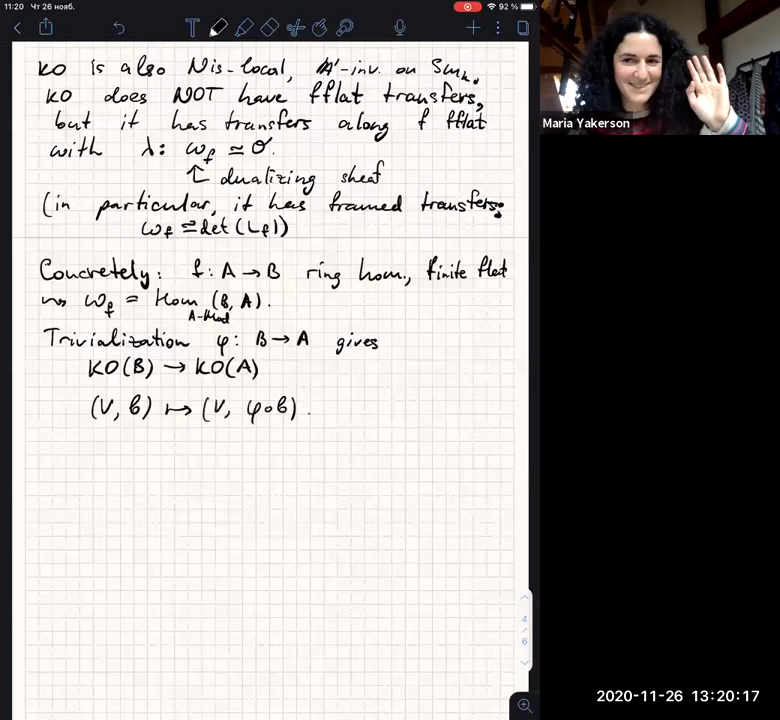 11:20 Чт 26 нояб.
92 %
KO is also Nis-local, A¹-inv. on Smₖ.
KO does NOT have fflat transfers,
but it has transfers along f fflat
with λ: ω_f ≃ O.
↑ dualizing sheaf
(in particular, it has framed transfers;
ω_f ≃ det(L_f))
Concretely: f: A → B ring hom., finite flat
⇝ ω_f = Hom_{A-Mod}(B, A).
Trivialization φ: B → A gives
KO(B) → KO(A)
(V, b) ↦ (V, φ∘b).
4
/
6
Maria Yakerson
2020-11-26 13:20:17